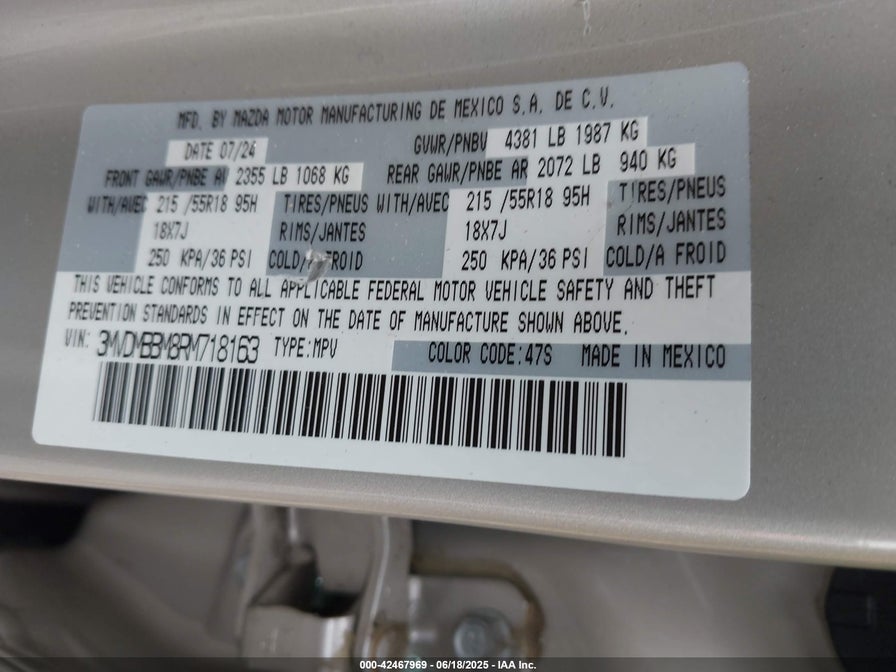 MFD. BY MAZDA MOTOR MANUFACTURING DE MEXICO S.A. DE C.V.
DATE 07/24 GVWR/PNBV 4381 LB 1987 KG
FRONT GAWR/PNBE AV 2355 LB 1068 KG REAR GAWR/PNBE AR 2072 LB 940 KG
WITH/AVEC 215 /55R18 95H TIRES/PNEUS WITH/AVEC 215 /55R18 95H TIRES/PNEUS
18X7J RIMS/JANTES 18X7J RIMS/JANTES
250 KPA/36 PSI COLD/A FROID 250 KPA/36 PSI COLD/A FROID
THIS VEHICLE CONFORMS TO ALL APPLICABLE FEDERAL MOTOR VEHICLE SAFETY AND THEFT
PREVENTION STANDARDS IN EFFECT ON THE DATE OF MANUFACTURE SHOWN ABOVE.
VIN: 3MVDMBBM8RM718163 TYPE:MPV COLOR CODE:47S MADE IN MEXICO
000-42467969 - 06/18/2025 - IAA Inc.